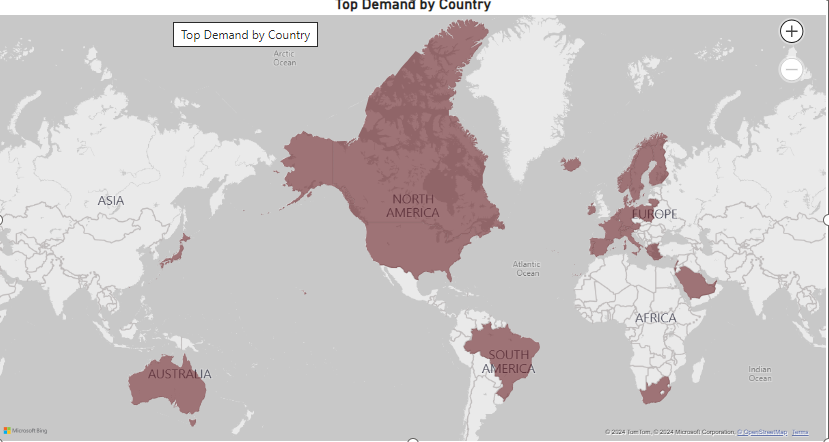 Top Demand by Country
Top Demand by Country
Arctic
Ocean
ASIA
NORTH
AMERICA
EUROPE
Atlantic
Ocean
AFRICA
SOUTH
AMERICA
AUSTRALIA
Indian
Ocean
Microsoft Bing
© 2024 TomTom, © 2024 Microsoft Corporation, © OpenStreetMap Terms